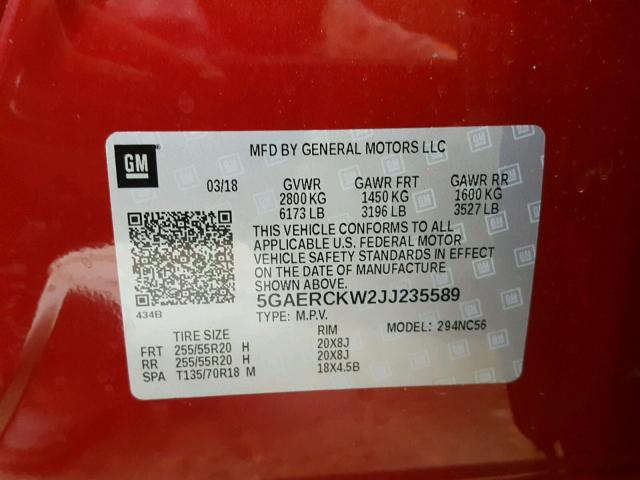 GM
MFD BY GENERAL MOTORS LLC
03/18 GVWR GAWR FRT GAWR RR
2800 KG 1450 KG 1600 KG
6173 LB 3196 LB 3527 LB
THIS VEHICLE CONFORMS TO ALL
APPLICABLE U.S. FEDERAL MOTOR
VEHICLE SAFETY STANDARDS IN EFFECT
ON THE DATE OF MANUFACTURE
SHOWN ABOVE.
434B
5GAERCKW2JJ235589
TYPE: M.P.V. MODEL: 294NC56
TIRE SIZE RIM
FRT 255/55R20 H 20X8J
RR 255/55R20 H 20X8J
SPA T135/70R18 M 18X4.5B